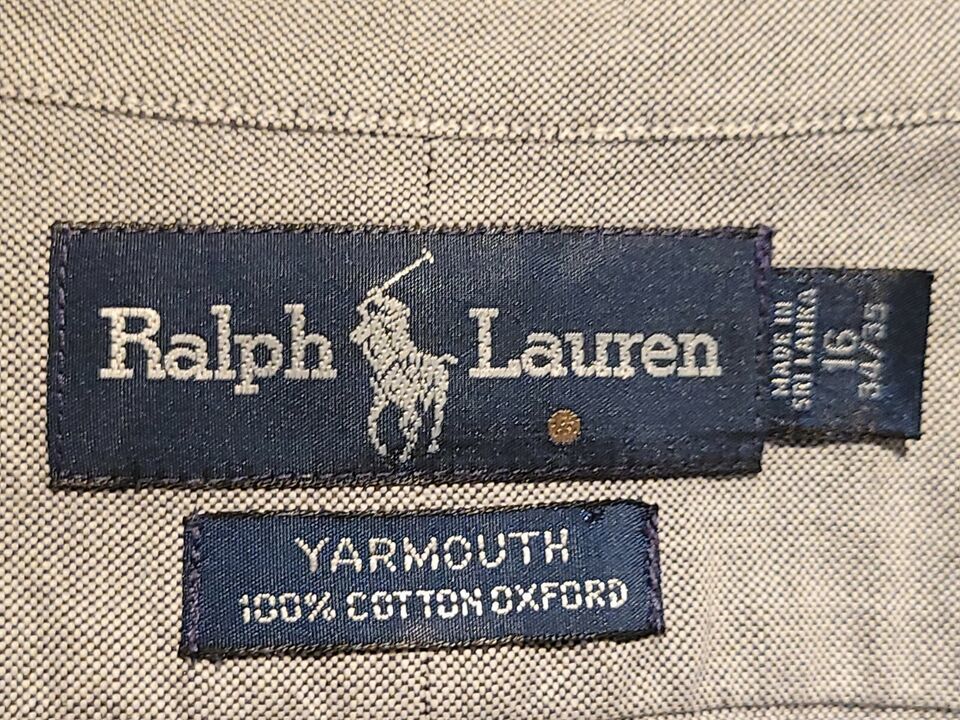 Ralph Lauren
MADE IN
SRI LANKA
16
34/35
YARMOUTH
100% COTTON OXFORD